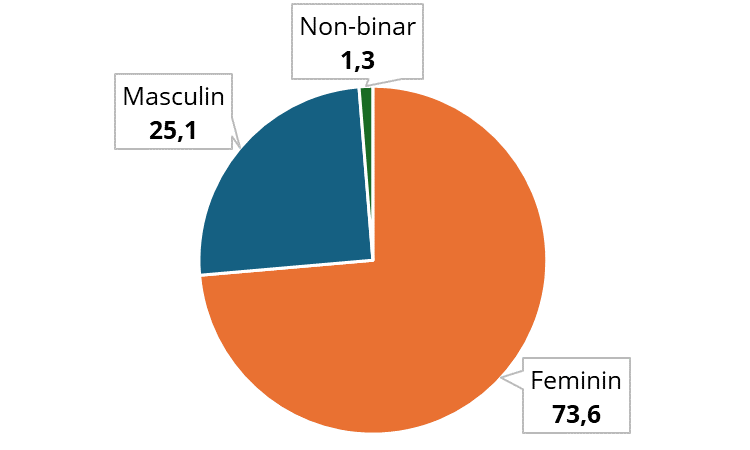 Non-binar
1,3
Masculin
25,1
Feminin
73,6